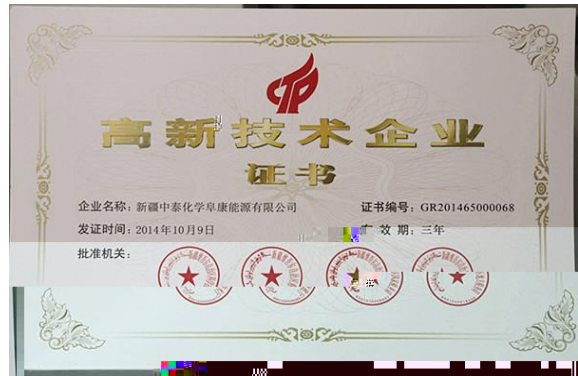 高新技术企业
证书
企业名称：新疆中泰化学阜康能源有限公司
证书编号：GR201465000068
发证时间：2014年10月9日
效期：三年
批准机关：